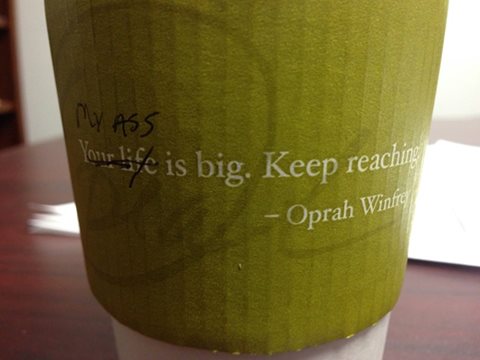 MY ASS
Your life is big. Keep reaching.
– Oprah Winfrey